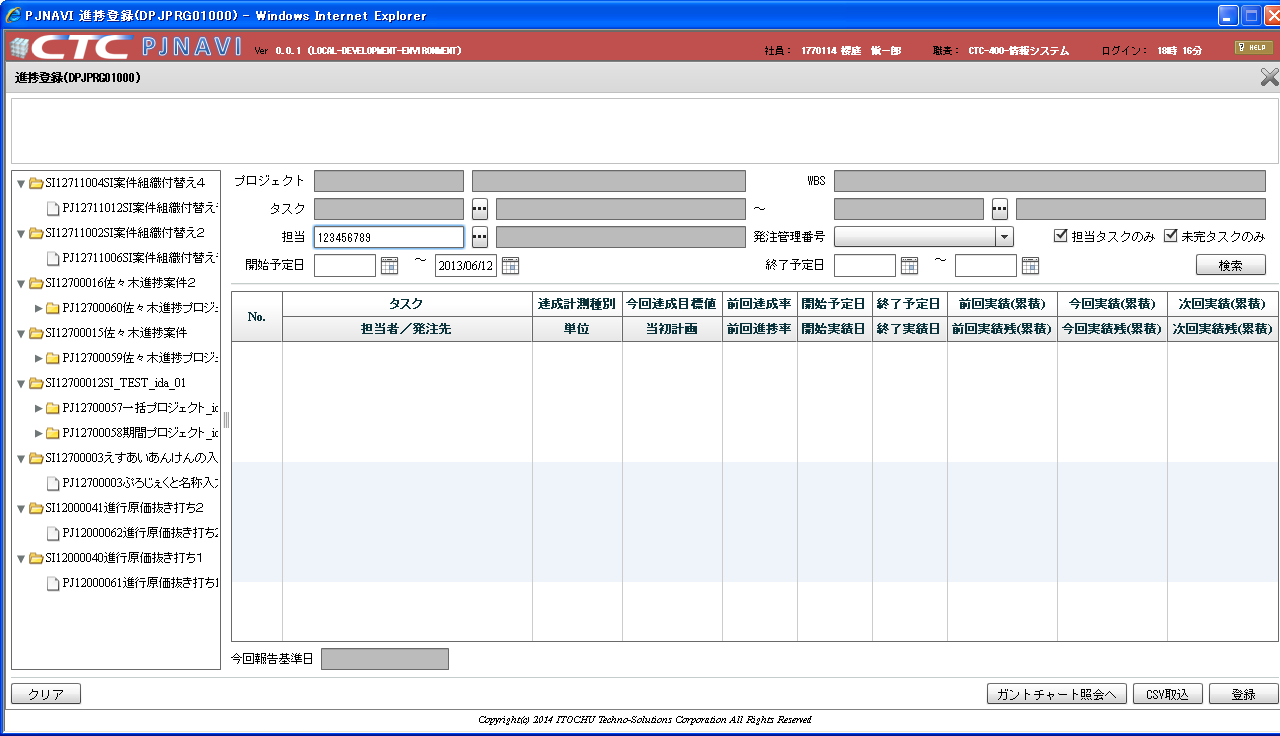 PJNAVI 進捗登録(DPJPRG01000) - Windows Internet Explorer
CTC PJNAVI Ver 0.0.1 (LOCAL-DEVELOPMENT-ENVIRONMENT) 社員： 1770114 櫻庭 愼一郎 職責： CTC-400-情報システム ログイン： 18時 16分 ? HELP
進捗登録(DPJPRG01000)
SI12711004SI案件組織付替え4
PJ12711012SI案件組織付替え
SI12711002SI案件組織付替え2
PJ12711006SI案件組織付替え
SI12700016佐々木進捗案件2
PJ12700060佐々木進捗プロジ
SI12700015佐々木進捗案件
PJ12700059佐々木進捗プロジ
SI12700012SI_TEST_ida_01
PJ12700057一括プロジェクト_i
PJ12700058期間プロジェクト_i
SI12700003えすあいあんけんの入
PJ12700003ぷろじぇくと名称入
SI12000041進行原価抜き打ち2
PJ12000062進行原価抜き打ち2
SI12000040進行原価抜き打ち1
PJ12000061進行原価抜き打ち1
プロジェクト WBS
タスク ... ～ ...
担当 123456789 ... 発注管理番号 担当タスクのみ 未完タスクのみ
開始予定日 ～ 2013/06/12 終了予定日 ～ 検索
No. タスク 達成計測種別 今回達成目標値 前回達成率 開始予定日 終了予定日 前回実績(累積) 今回実績(累積) 次回実績(累積)
担当者／発注先 単位 当初計画 前回進捗率 開始実績日 終了実績日 前回実績残(累積) 今回実績残(累積) 次回実績残(累積)
今回報告基準日
クリア ガントチャート照会へ CSV取込 登録
Copyright(c) 2014 ITOCHU Techno-Solutions Corporation All Rights Reserved